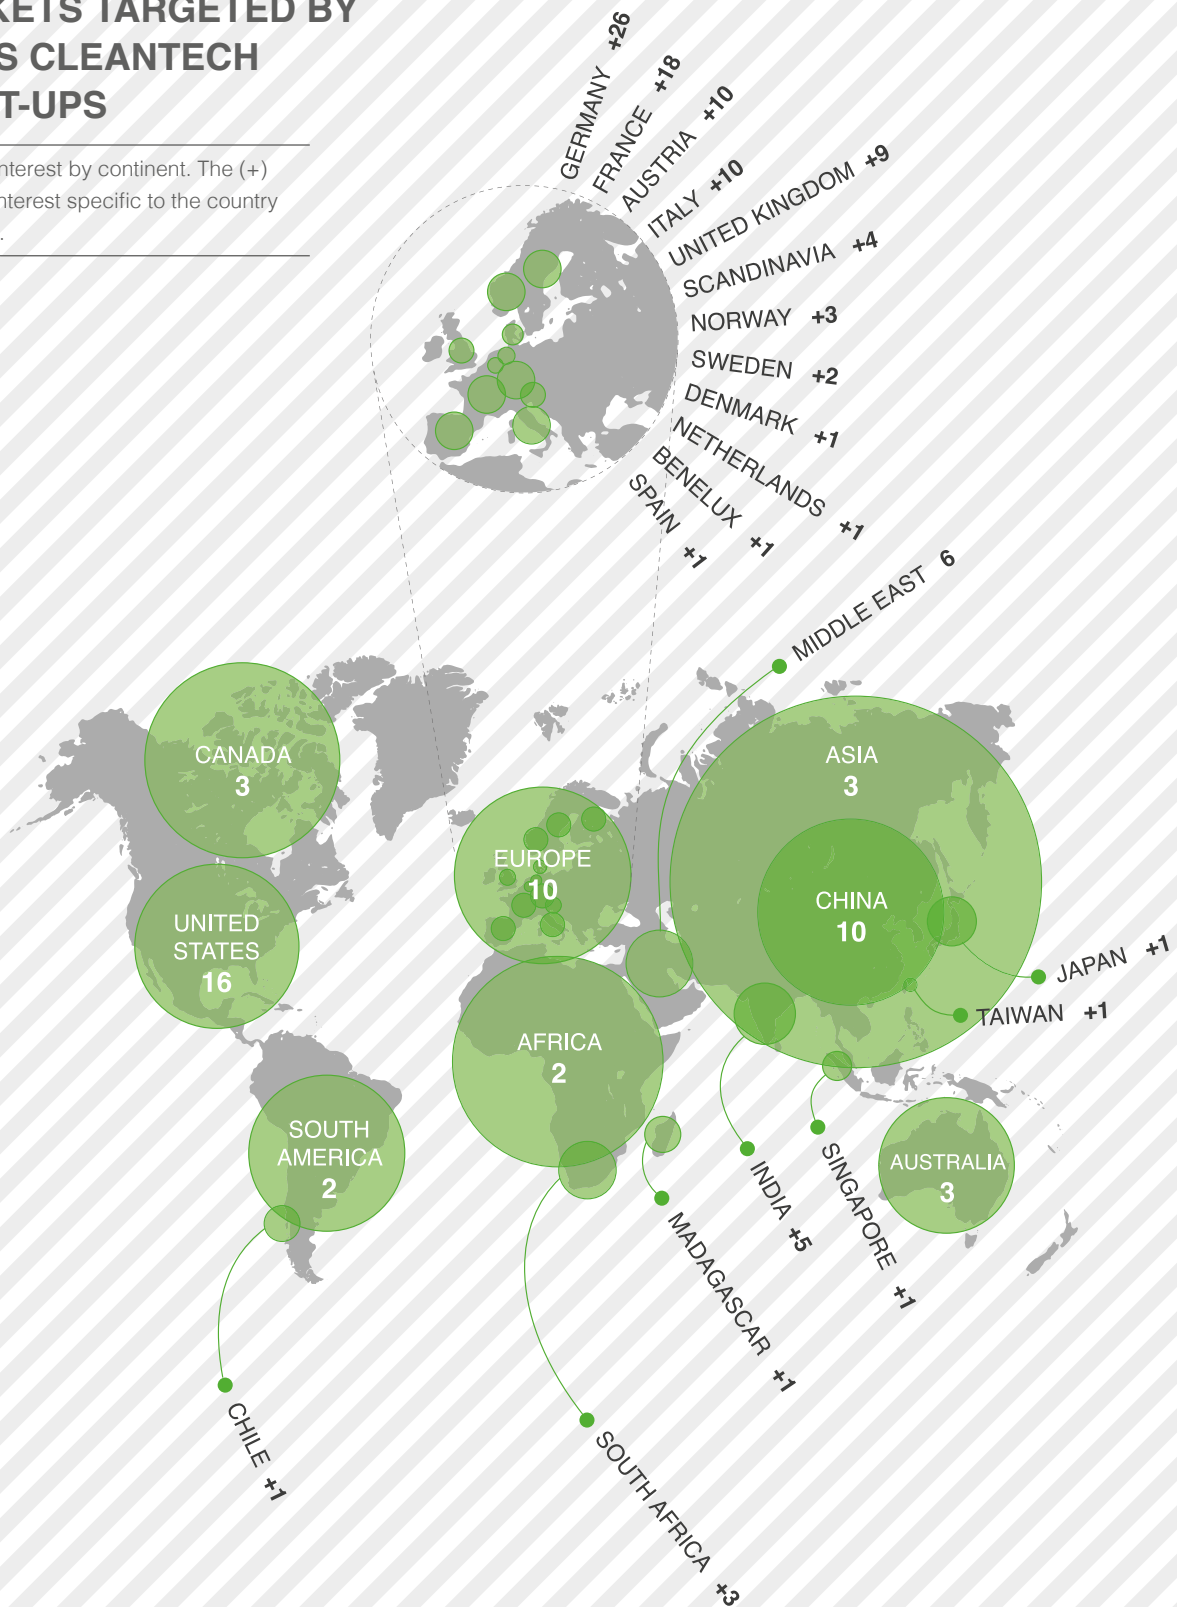 KETS TARGETED BY
S CLEANTECH
T-UPS
nterest by continent. The (+)
nterest specific to the country
.
GERMANY +26
FRANCE +18
AUSTRIA +10
ITALY +10
UNITED KINGDOM +9
SCANDINAVIA +4
NORWAY +3
SWEDEN +2
DENMARK +1
NETHERLANDS +1
BENELUX +1
SPAIN +1
MIDDLE EAST 6
CANADA
3
ASIA
3
EUROPE
10
CHINA
10
UNITED
STATES
16
JAPAN +1
TAIWAN +1
AFRICA
2
SOUTH
AMERICA
2
AUSTRALIA
3
INDIA +5
SINGAPORE +1
MADAGASCAR +1
CHILE +1
SOUTH AFRICA +3